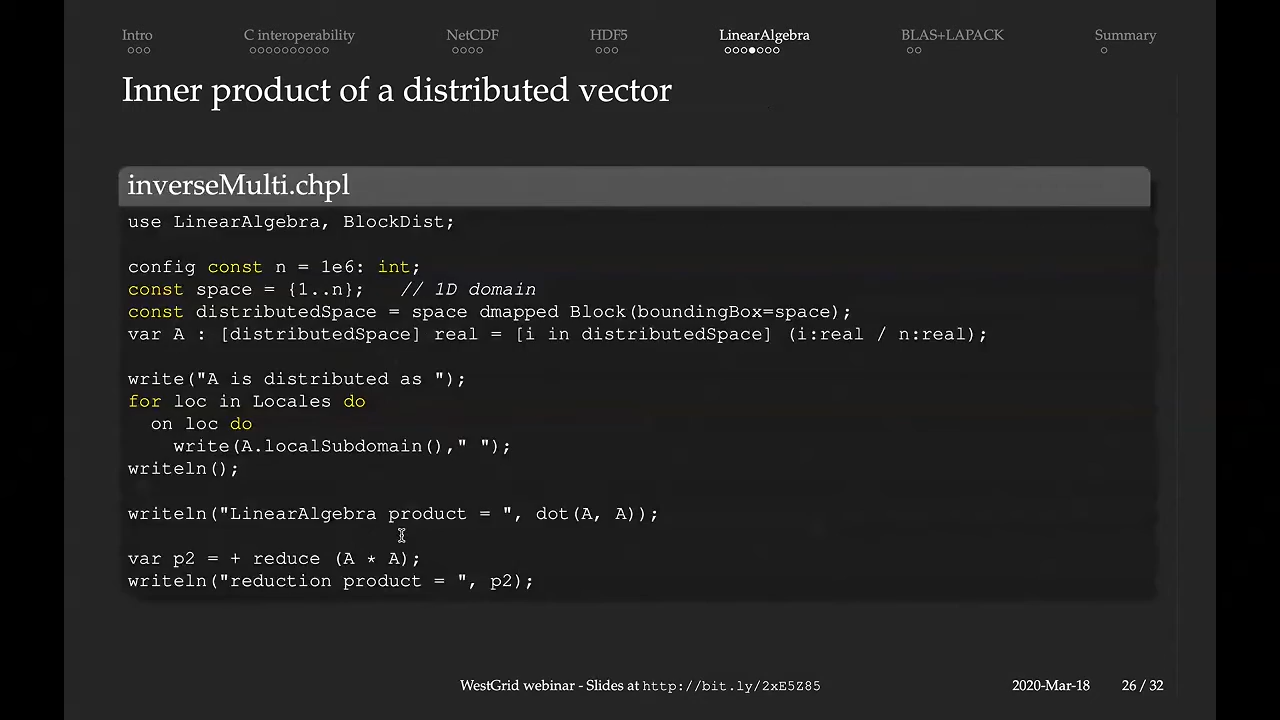 Intro C interoperability NetCDF HDF5 LinearAlgebra BLAS+LAPACK Summary
Inner product of a distributed vector
inverseMulti.chpl
use LinearAlgebra, BlockDist;
config const n = 1e6: int;
const space = {1..n};   // 1D domain
const distributedSpace = space dmapped Block(boundingBox=space);
var A : [distributedSpace] real = [i in distributedSpace] (i:real / n:real);
write("A is distributed as ");
for loc in Locales do
  on loc do
    write(A.localSubdomain()," ");
writeln();
writeln("LinearAlgebra product = ", dot(A, A));
var p2 = + reduce (A * A);
writeln("reduction product = ", p2);
WestGrid webinar - Slides at http://bit.ly/2xE5Z85 2020-Mar-18 26 / 32